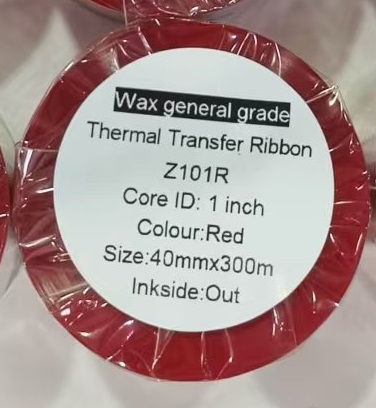 Wax general grade
Thermal Transfer Ribbon
Z101R
Core ID: 1 inch
Colour:Red
Size:40mmx300m
Inkside:Out